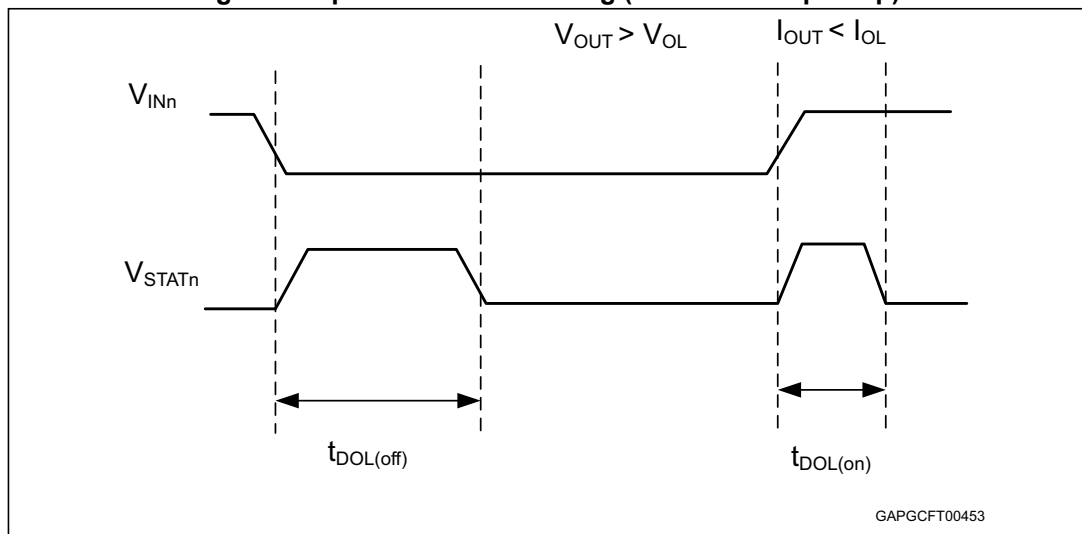 V_OUT > V_OL I_OUT < I_OL
V_INn
V_STATn
t_DOL(off) t_DOL(on)
GAPGCFT00453